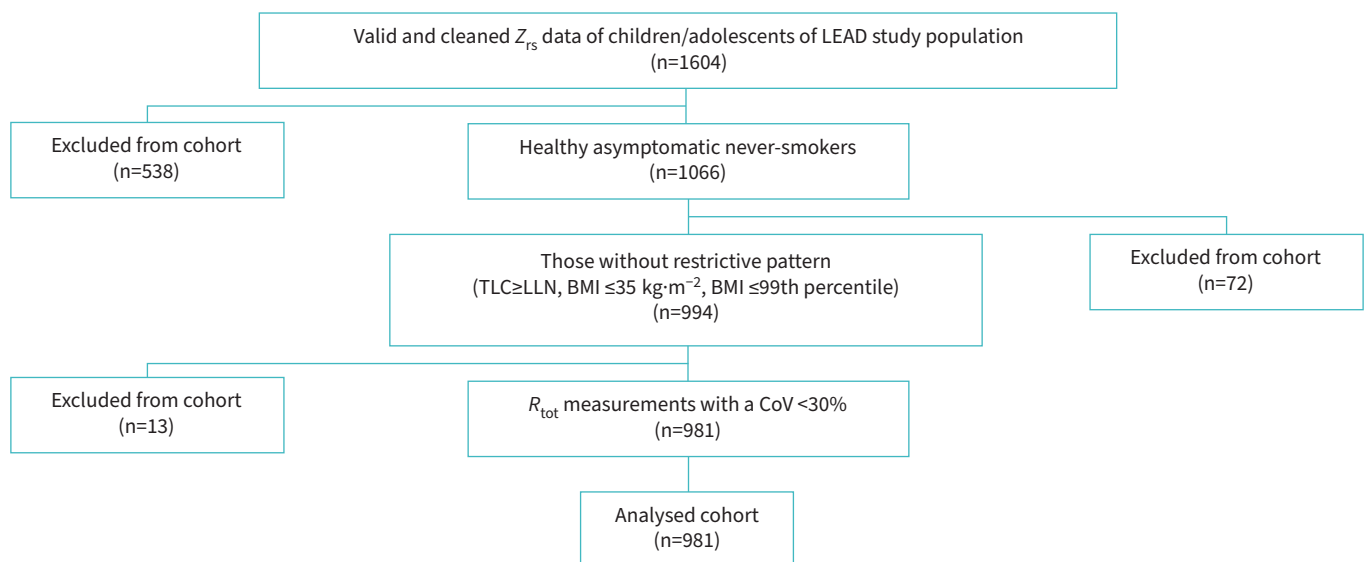 Valid and cleaned Zrs data of children/adolescents of LEAD study population
(n=1604)
Excluded from cohort
(n=538)
Healthy asymptomatic never-smokers
(n=1066)
Those without restrictive pattern
(TLC≥LLN, BMI ≤35 kg·m−2, BMI ≤99th percentile)
(n=994)
Excluded from cohort
(n=72)
Excluded from cohort
(n=13)
Rtot measurements with a CoV <30%
(n=981)
Analysed cohort
(n=981)